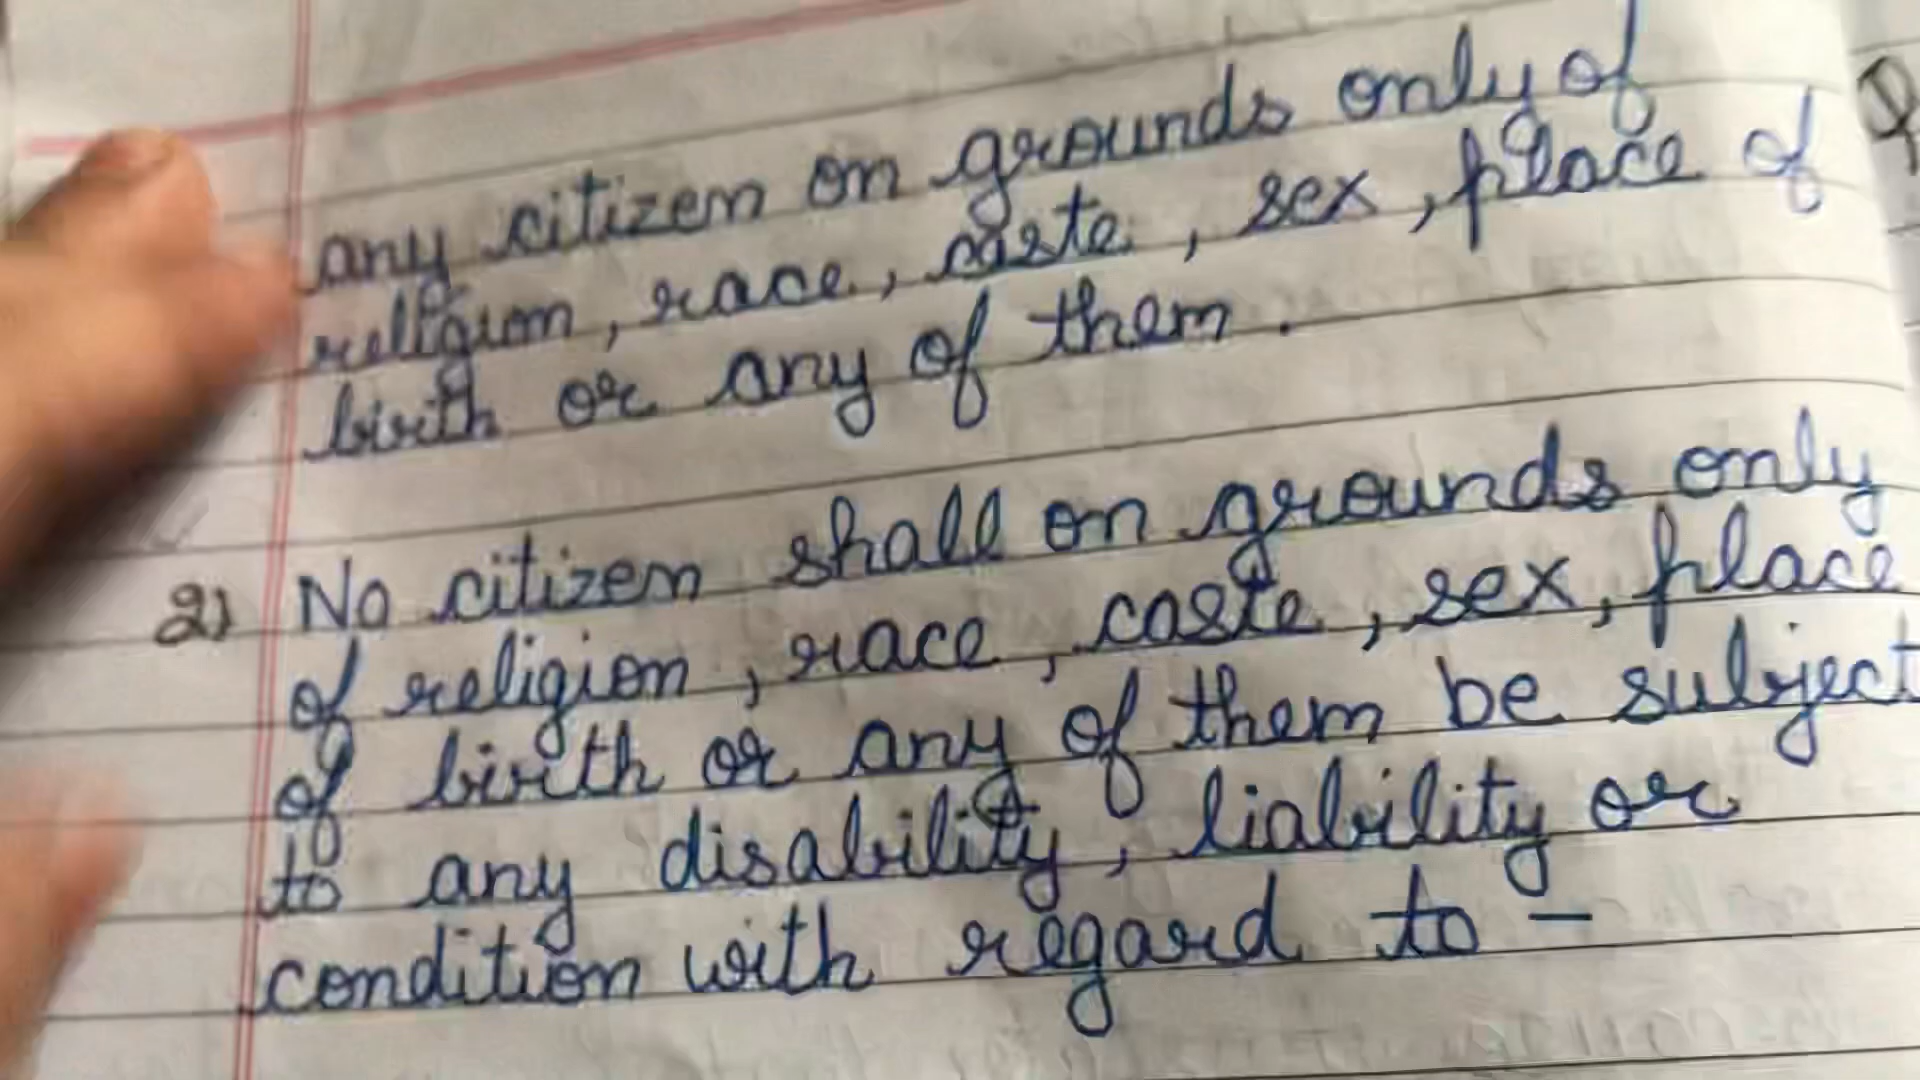 any citizen on grounds only of
religion, race, caste, sex, place of
birth or any of them.
2) No citizen shall on grounds only
of religion, race, caste, sex, place
of birth or any of them be subject
to any disability, liability or
condition with regard to –